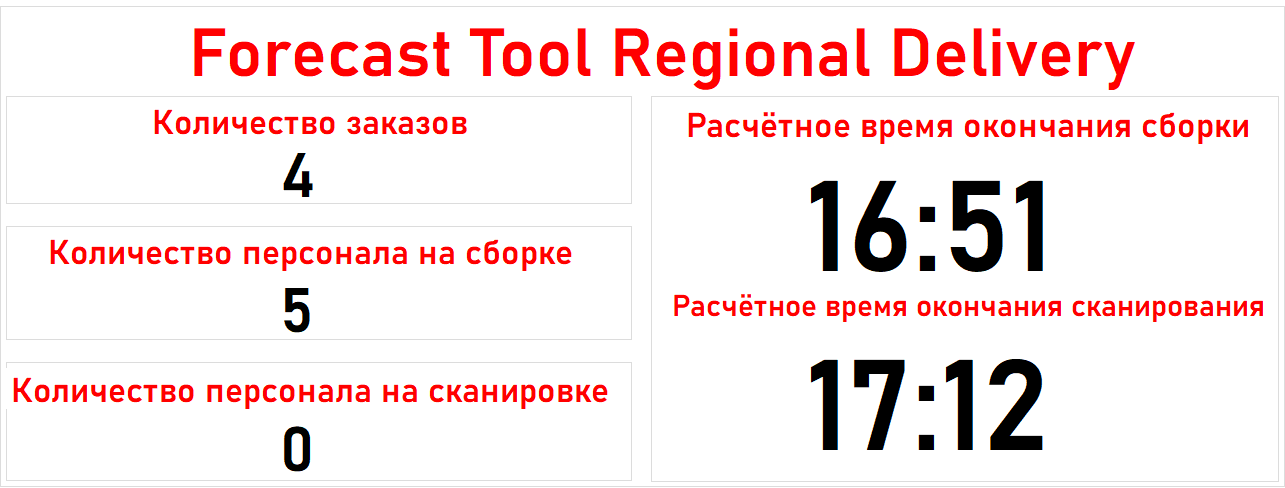 Forecast Tool Regional Delivery
Количество заказов
4
Количество персонала на сборке
5
Количество персонала на сканировке
0
Расчётное время окончания сборки
16:51
Расчётное время окончания сканирования
17:12